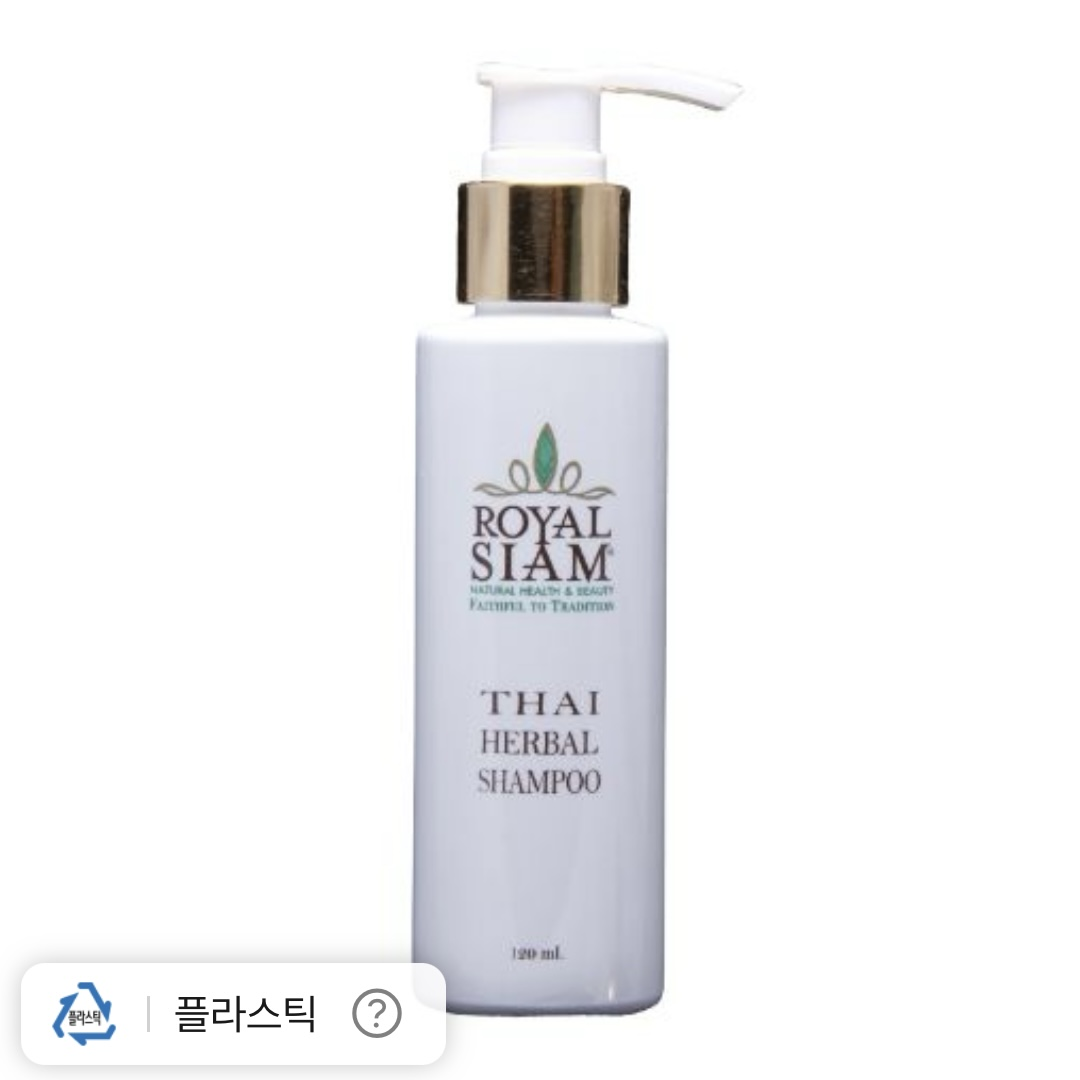 ROYAL
SIAM®
NATURAL HEALTH & BEAUTY
FAITHFUL TO TRADITION
THAI
HERBAL
SHAMPOO
120 ml.
플라스틱 | 플라스틱 ?